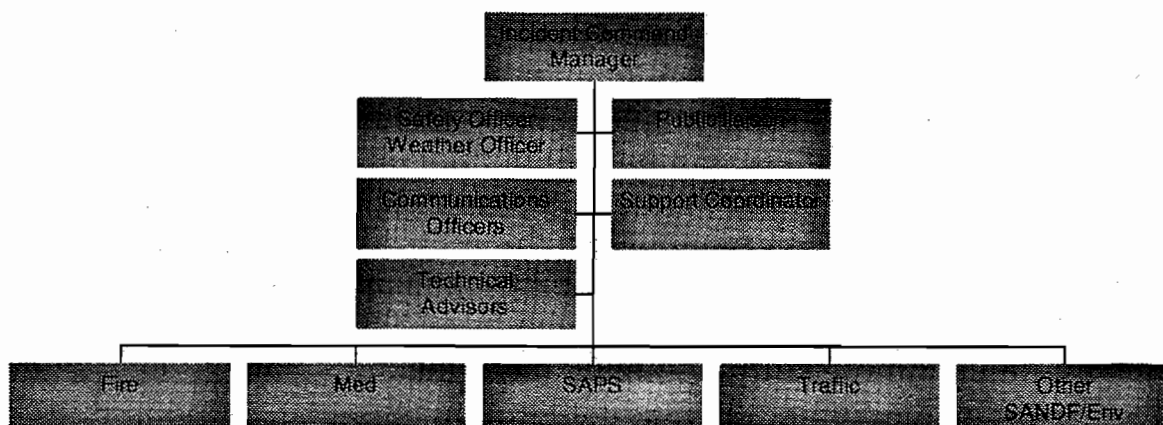 Incident Command
Manager
Safety Officer
Weather Officer
Public
Communications
Officers
Support Coordinator
Technical
Advisors
Fire
Med
SAPS
Traffic
Other
SANDF/Env